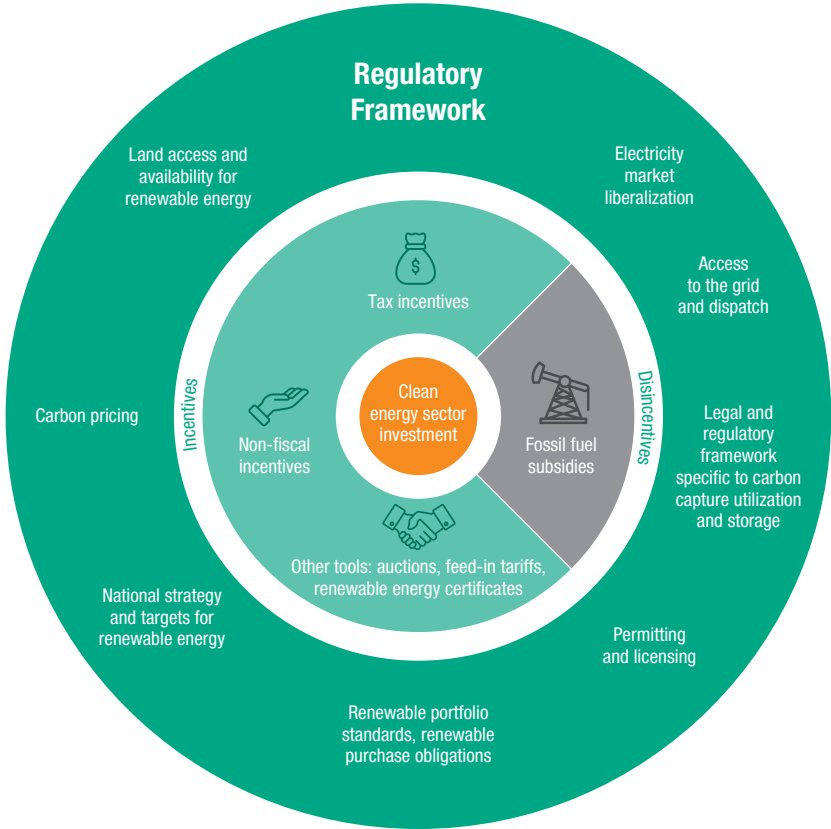 Regulatory
Framework
Land access and
availability for
renewable energy
Electricity
market
liberalization
Access
to the grid
and dispatch
$
Tax incentives
Incentives
Disincentives
Clean
energy sector
investment
Carbon pricing
Non-fiscal
incentives
Fossil fuel
subsidies
Legal and
regulatory
framework
specific to carbon
capture utilization
and storage
Other tools: auctions, feed-in tariffs,
renewable energy certificates
National strategy
and targets for
renewable energy
Permitting
and licensing
Renewable portfolio
standards, renewable
purchase obligations